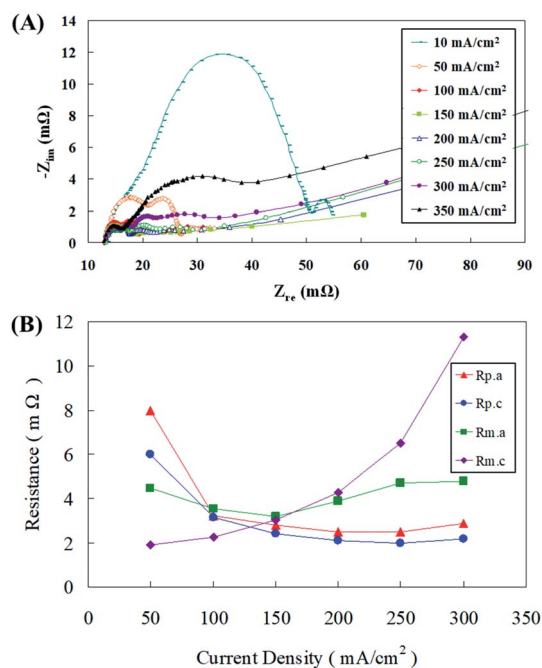 (A)
14
12
10
8
6
4
2
0
-Z_im (mΩ)
10 mA/cm²
50 mA/cm²
100 mA/cm²
150 mA/cm²
200 mA/cm²
250 mA/cm²
300 mA/cm²
350 mA/cm²
10 20 30 40 50 60 70 80 90
Z_re (mΩ)
(B)
12
10
8
6
4
2
0
Resistance ( m Ω )
Rp.a
Rp.c
Rm.a
Rm.c
0 50 100 150 200 250 300 350
Current Density ( mA/cm² )